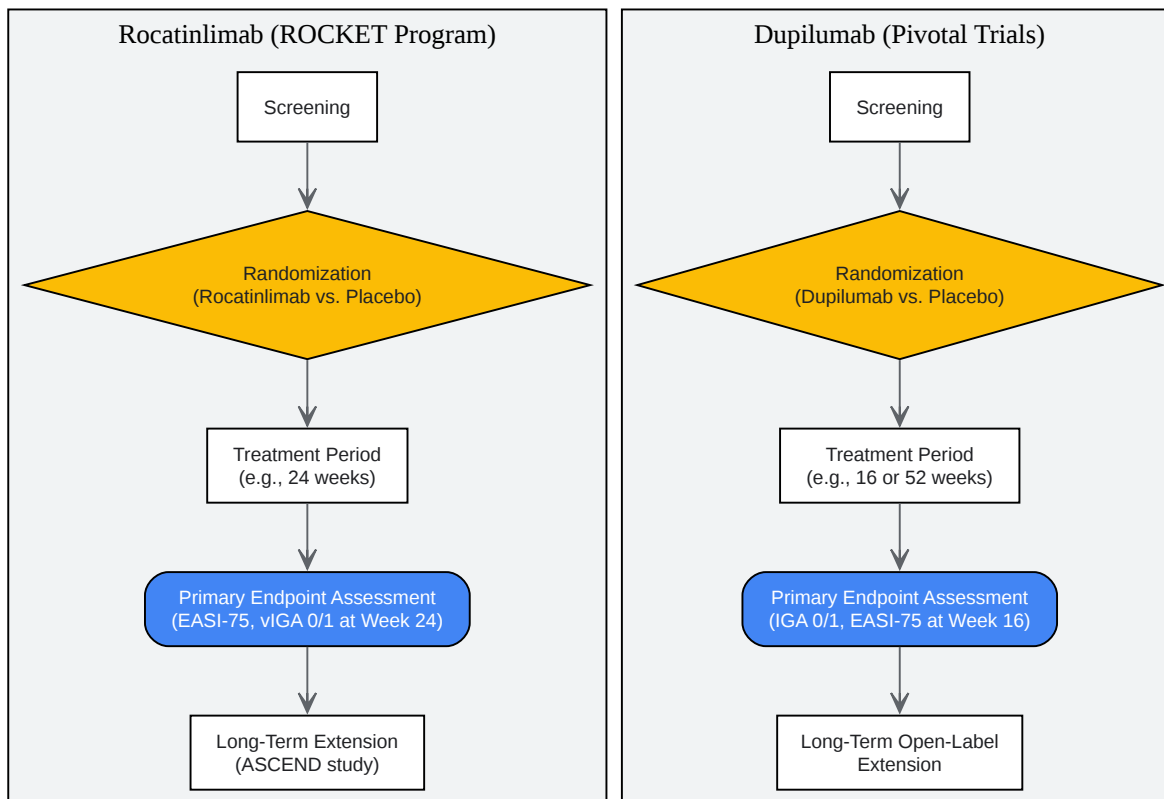 Rocatinlimab (ROCKET Program)
Screening
Randomization
(Rocatinlimab vs. Placebo)
Treatment Period
(e.g., 24 weeks)
Primary Endpoint Assessment
(EASI-75, vIGA 0/1 at Week 24)
Long-Term Extension
(ASCEND study)
Dupilumab (Pivotal Trials)
Screening
Randomization
(Dupilumab vs. Placebo)
Treatment Period
(e.g., 16 or 52 weeks)
Primary Endpoint Assessment
(IGA 0/1, EASI-75 at Week 16)
Long-Term Open-Label
Extension